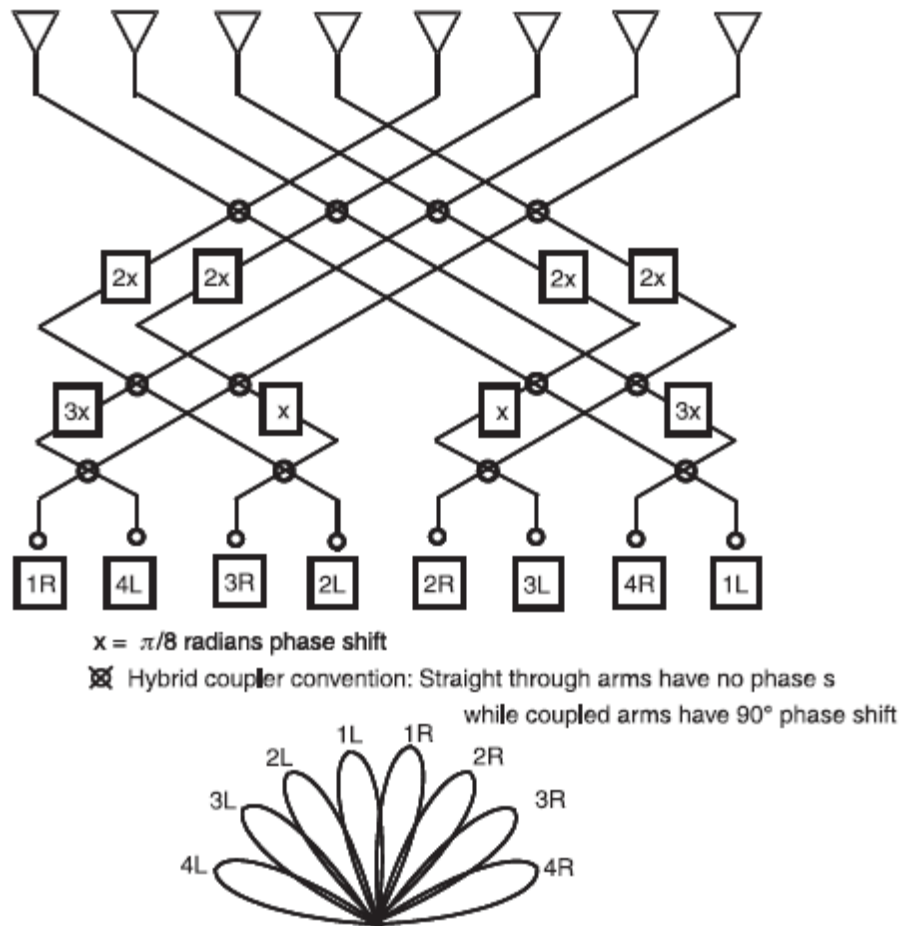 2x 2x 2x 2x
3x x x 3x
1R 4L 3R 2L 2R 3L 4R 1L
x = π/8 radians phase shift
Hybrid coupler convention: Straight through arms have no phase s
while coupled arms have 90° phase shift
1L 1R
2L 2R
3L 3R
4L 4R